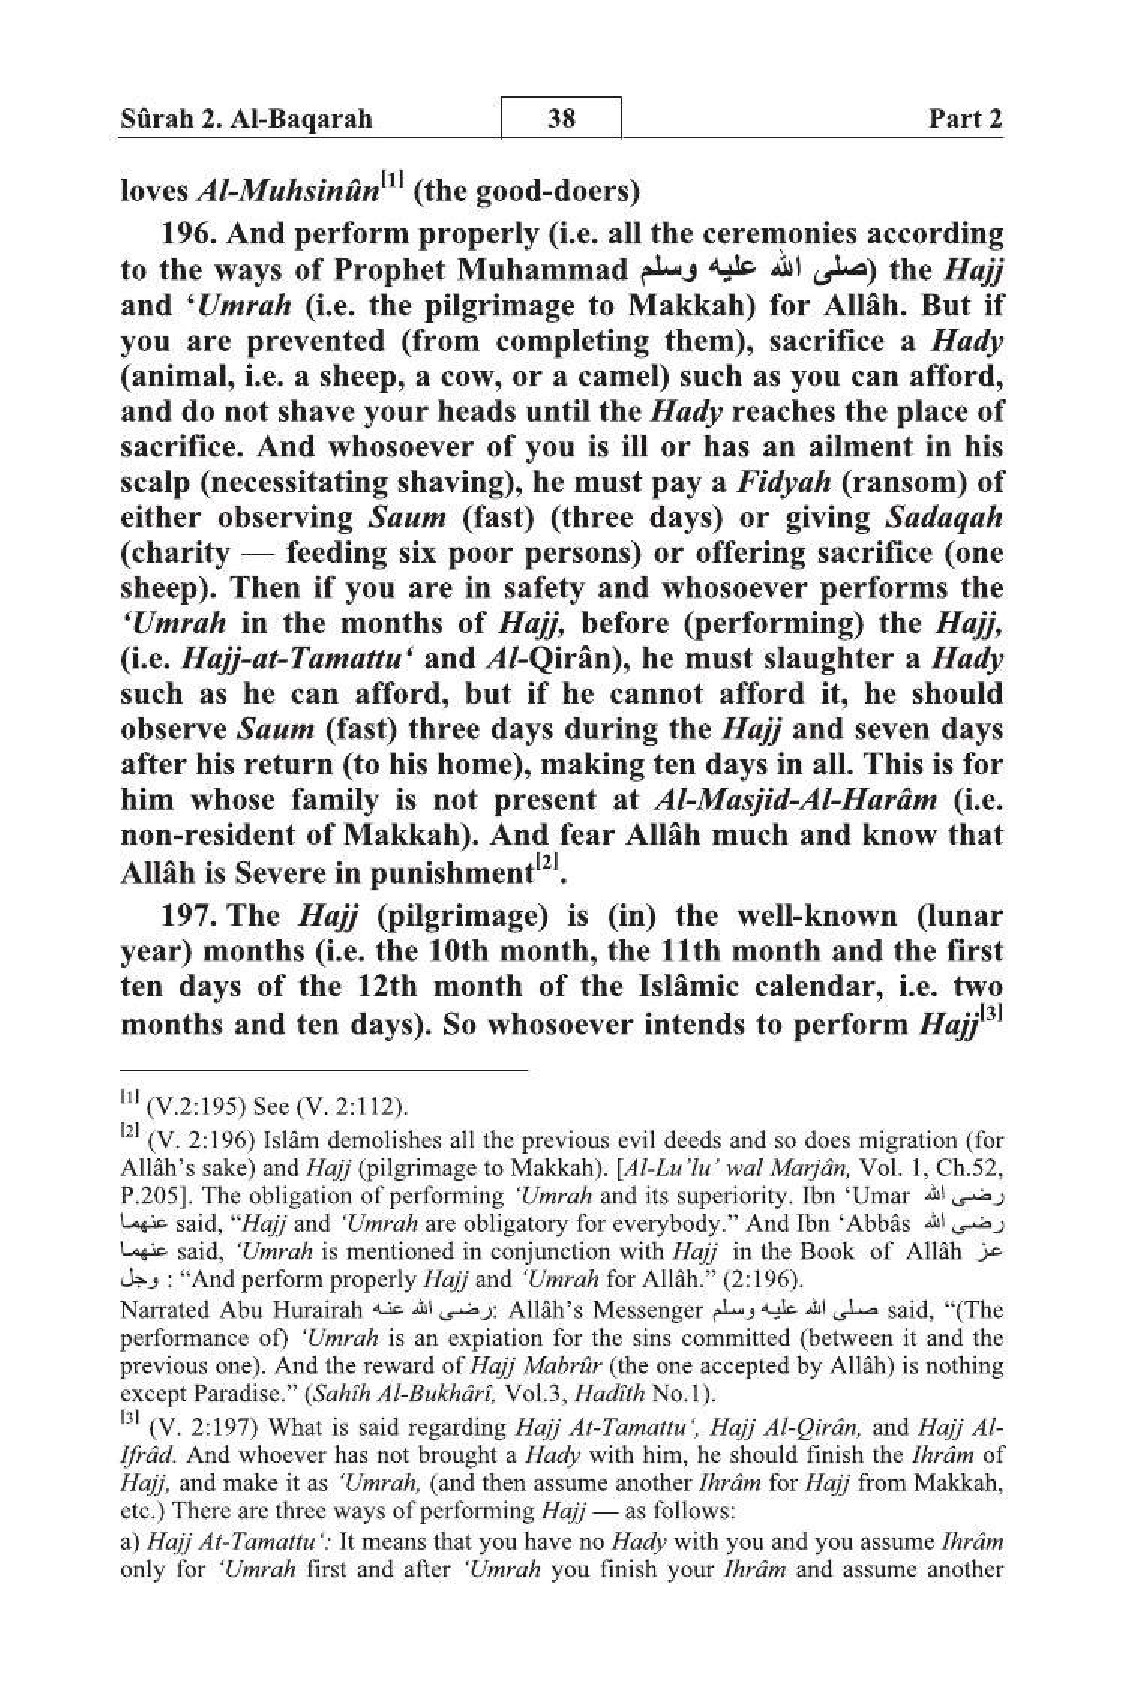 Sûrah 2. Al-Baqarah 38 Part 2
loves Al-Muhsinûn[1] (the good-doers)
196. And perform properly (i.e. all the ceremonies according
to the ways of Prophet Muhammad صلى الله عليه وسلم) the Hajj
and ‘Umrah (i.e. the pilgrimage to Makkah) for Allâh. But if
you are prevented (from completing them), sacrifice a Hady
(animal, i.e. a sheep, a cow, or a camel) such as you can afford,
and do not shave your heads until the Hady reaches the place of
sacrifice. And whosoever of you is ill or has an ailment in his
scalp (necessitating shaving), he must pay a Fidyah (ransom) of
either observing Saum (fast) (three days) or giving Sadaqah
(charity — feeding six poor persons) or offering sacrifice (one
sheep). Then if you are in safety and whosoever performs the
‘Umrah in the months of Hajj, before (performing) the Hajj,
(i.e. Hajj-at-Tamattu‘ and Al-Qirân), he must slaughter a Hady
such as he can afford, but if he cannot afford it, he should
observe Saum (fast) three days during the Hajj and seven days
after his return (to his home), making ten days in all. This is for
him whose family is not present at Al-Masjid-Al-Harâm (i.e.
non-resident of Makkah). And fear Allâh much and know that
Allâh is Severe in punishment[2].
197. The Hajj (pilgrimage) is (in) the well-known (lunar
year) months (i.e. the 10th month, the 11th month and the first
ten days of the 12th month of the Islâmic calendar, i.e. two
months and ten days). So whosoever intends to perform Hajj[3]
[1] (V.2:195) See (V. 2:112).
[2] (V. 2:196) Islâm demolishes all the previous evil deeds and so does migration (for
Allâh’s sake) and Hajj (pilgrimage to Makkah). [Al-Lu’lu’ wal Marjân, Vol. 1, Ch.52,
P.205]. The obligation of performing ‘Umrah and its superiority. Ibn ‘Umar رضى الله
عنهما said, “Hajj and ‘Umrah are obligatory for everybody.” And Ibn ‘Abbâs رضى الله
عنهما said, ‘Umrah is mentioned in conjunction with Hajj in the Book of Allâh عز
وجل : “And perform properly Hajj and ‘Umrah for Allâh.” (2:196).
Narrated Abu Hurairah رضى الله عنه: Allâh’s Messenger صلى الله عليه وسلم said, “(The
performance of) ‘Umrah is an expiation for the sins committed (between it and the
previous one). And the reward of Hajj Mabrûr (the one accepted by Allâh) is nothing
except Paradise.” (Sahîh Al-Bukhârî, Vol.3, Hadîth No.1).
[3] (V. 2:197) What is said regarding Hajj At-Tamattu‘, Hajj Al-Qirân, and Hajj Al-
Ifrâd. And whoever has not brought a Hady with him, he should finish the Ihrâm of
Hajj, and make it as ‘Umrah, (and then assume another Ihrâm for Hajj from Makkah,
etc.) There are three ways of performing Hajj — as follows:
a) Hajj At-Tamattu‘: It means that you have no Hady with you and you assume Ihrâm
only for ‘Umrah first and after ‘Umrah you finish your Ihrâm and assume another